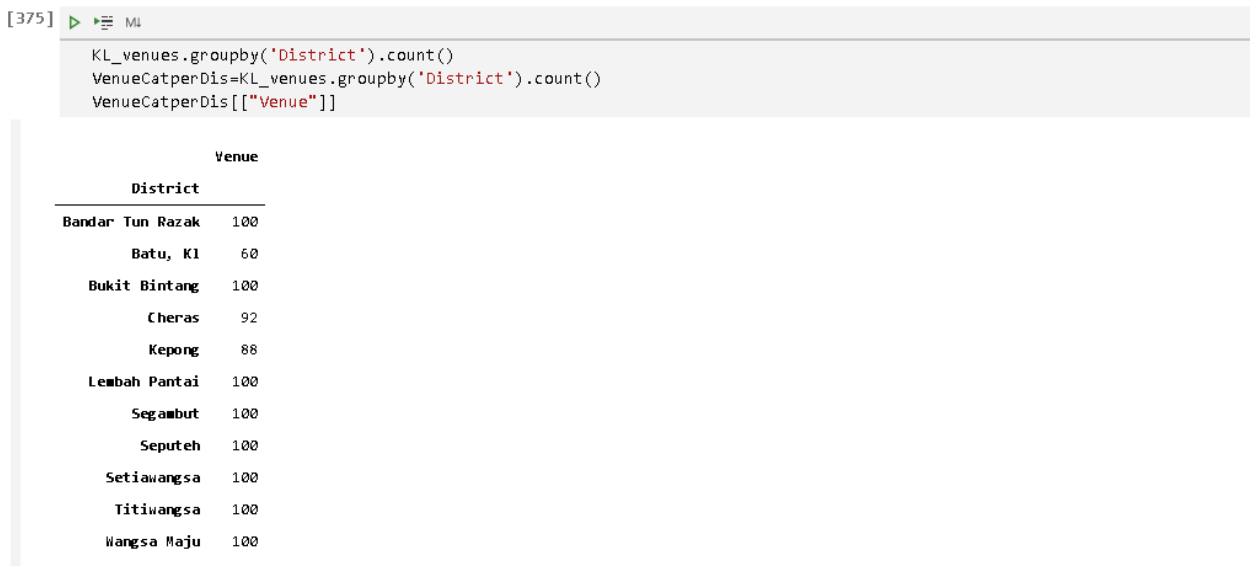 [375] M↓
KL_venues.groupby('District').count()
VenueCatperDis=KL_venues.groupby('District').count()
VenueCatperDis[["Venue"]]
Venue
District
Bandar Tun Razak 100
Batu, Kl 60
Bukit Bintang 100
Cheras 92
Kepong 88
Lembah Pantai 100
Segambut 100
Seputeh 100
Setiawangsa 100
Titiwangsa 100
Wangsa Maju 100